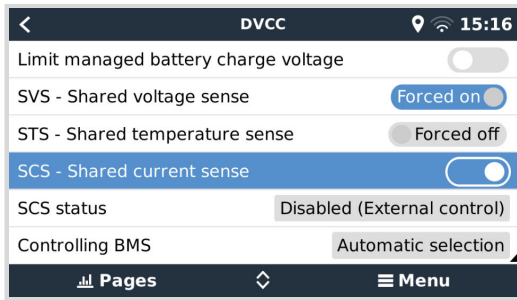 DVCC 15:16
Limit managed battery charge voltage
SVS - Shared voltage sense Forced on
STS - Shared temperature sense Forced off
SCS - Shared current sense
SCS status Disabled (External control)
Controlling BMS Automatic selection
Pages Menu